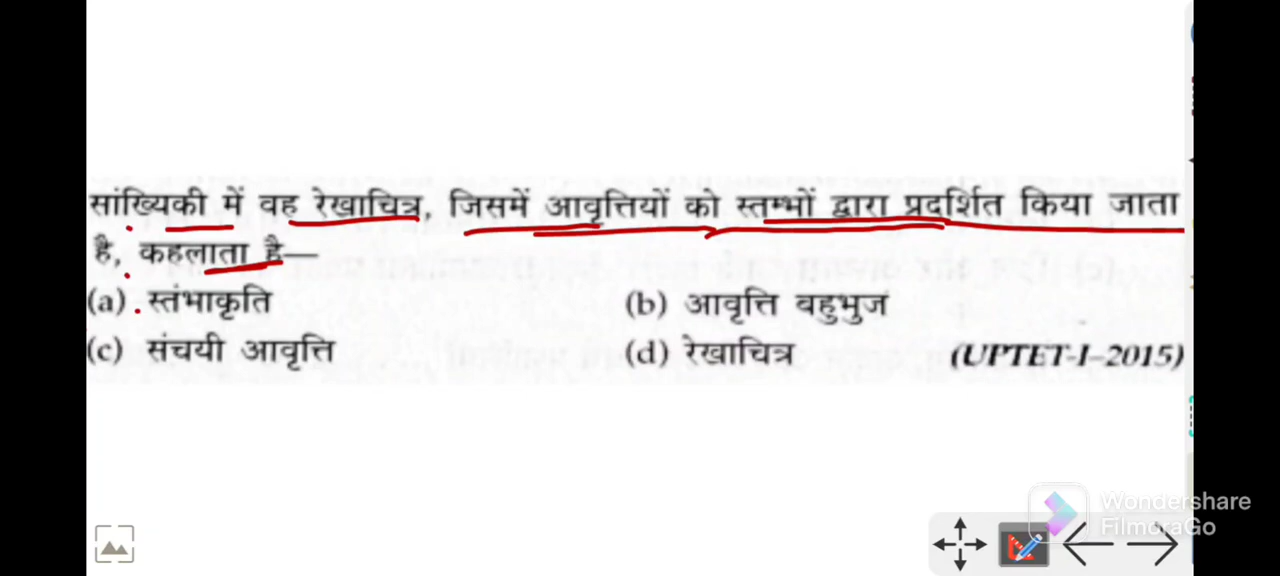 सांख्यिकी में वह रेखाचित्र, जिसमें आवृत्तियों को स्तम्भों द्वारा प्रदर्शित किया जाता
है, कहलाता है—
(a) स्तंभाकृति (b) आवृत्ति बहुभुज
(c) संचयी आवृत्ति (d) रेखाचित्र (UPTET-I–2015)
Wondershare
FilmoraGo